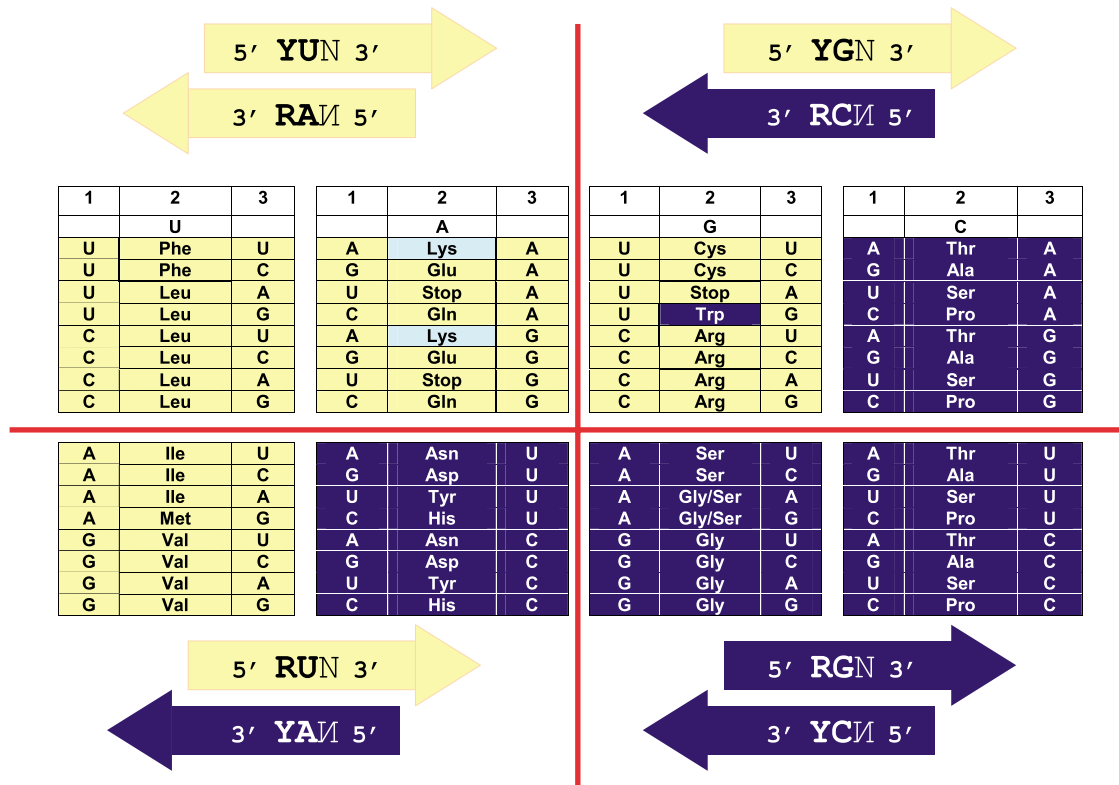 5′ YUN 3′ 5′ YGN 3′
3′ RAИ 5′ 3′ RCИ 5′
1 2 3 1 2 3 1 2 3 1 2 3
U A G C
U Phe U A Lys A U Cys U A Thr A
U Phe C G Glu A U Cys C G Ala A
U Leu A U Stop A U Stop A U Ser A
U Leu G C Gln A U Trp G C Pro A
C Leu U A Lys G C Arg U A Thr G
C Leu C G Glu G C Arg C G Ala G
C Leu A U Stop G C Arg A U Ser G
C Leu G C Gln G C Arg G C Pro G
A Ile U A Asn U A Ser U A Thr U
A Ile C G Asp U A Ser C G Ala U
A Ile A U Tyr U A Gly/Ser A U Ser U
A Met G C His U A Gly/Ser G C Pro U
G Val U A Asn C G Gly U A Thr C
G Val C G Asp C G Gly C G Ala C
G Val A U Tyr C G Gly A U Ser C
G Val G C His C G Gly G C Pro C
5′ RUN 3′ 5′ RGN 3′
3′ YAИ 5′ 3′ YCИ 5′